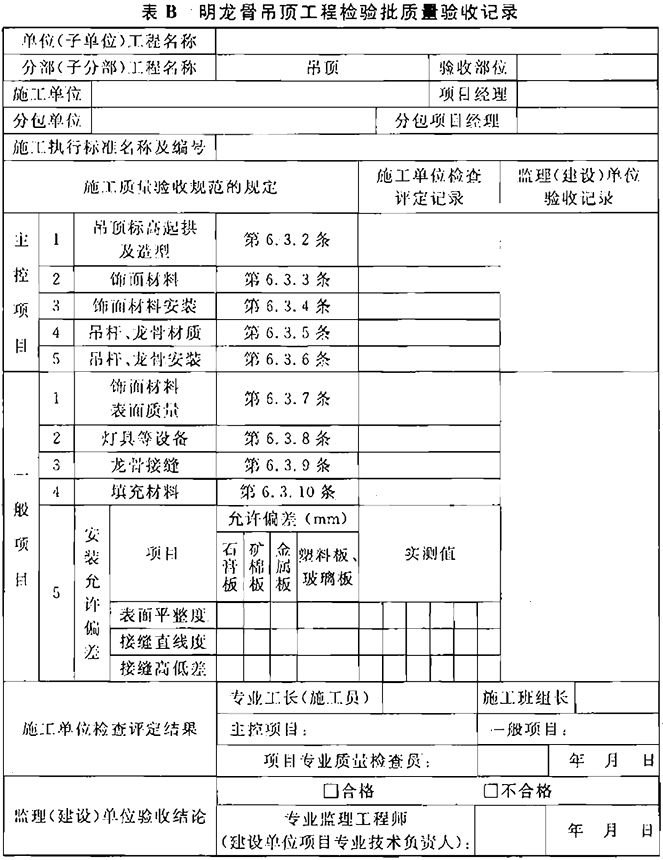 表 B 明龙骨吊顶工程检验批质量验收记录
单位(子单位)工程名称
分部(子分部)工程名称 吊顶 验收部位
施工单位 项目经理
分包单位 分包项目经理
施工执行标准名称及编号
施工质量验收规范的规定 施工单位检查评定记录 监理(建设)单位验收记录
主控项目
1 吊顶标高起拱及造型 第 6.3.2 条
2 饰面材料 第 6.3.3 条
3 饰面材料安装 第 6.3.4 条
4 吊杆、龙骨材质 第 6.3.5 条
5 吊杆、龙骨安装 第 6.3.6 条
一般项目
1 饰面材料表面质量 第 6.3.7 条
2 灯具等设备 第 6.3.8 条
3 龙骨接缝 第 6.3.9 条
4 填充材料 第 6.3.10 条
5 安装允许偏差 项目 允许偏差(mm) 实测值
石膏板 矿棉板 金属板 塑料板、玻璃板
表面平整度
接缝直线度
接缝高低差
施工单位检查评定结果 专业工长(施工员) 施工班组长
主控项目: 一般项目:
项目专业质量检查员: 年 月 日
监理(建设)单位验收结论 □合格 □不合格
专业监理工程师
(建设单位项目专业技术负责人): 年 月 日